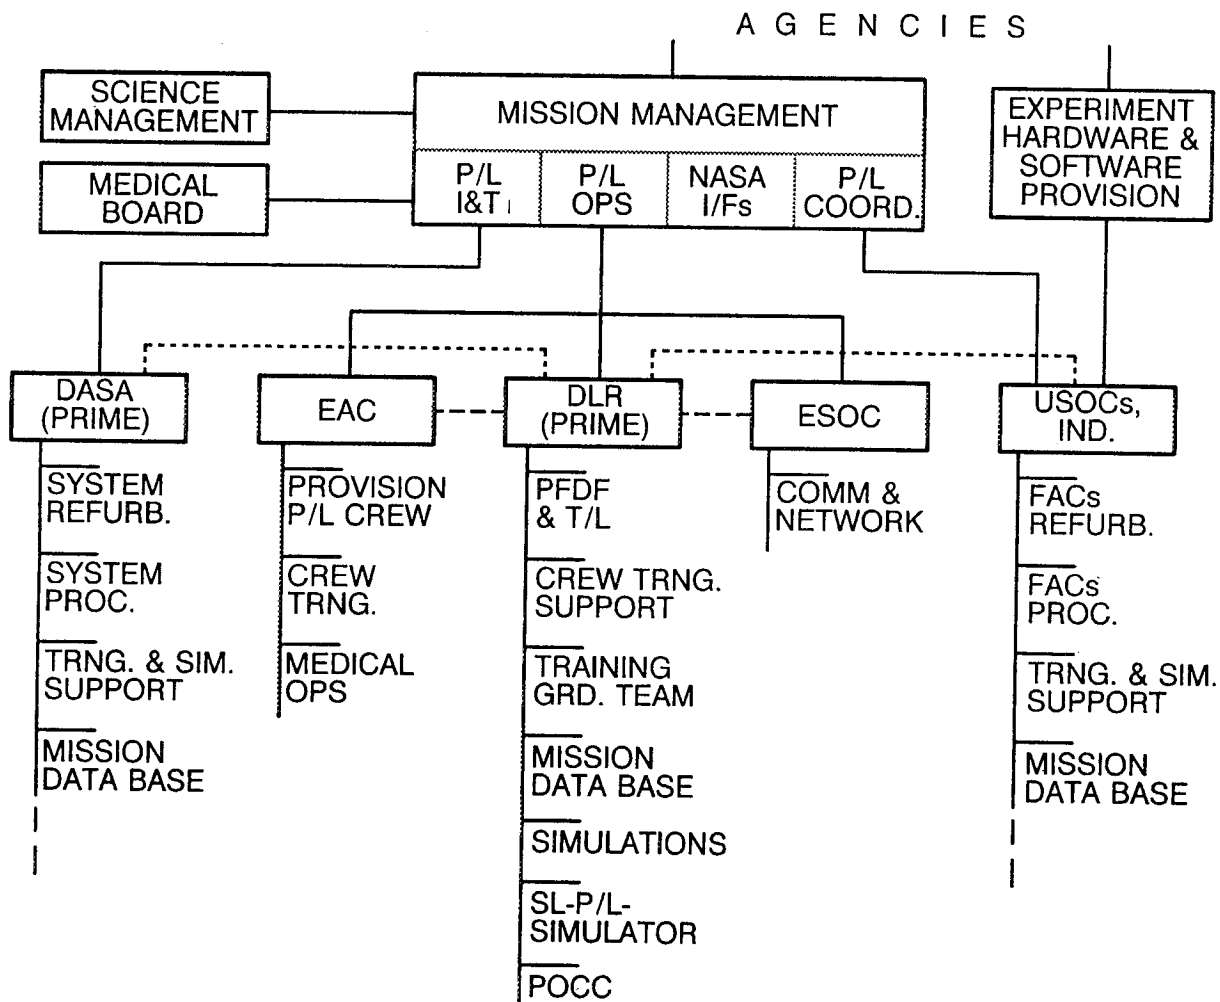 A G E N C I E S
SCIENCE
MANAGEMENT
MEDICAL
BOARD
MISSION MANAGEMENT
P/L
I&T
P/L
OPS
NASA
I/Fs
P/L
COORD.
EXPERIMENT
HARDWARE &
SOFTWARE
PROVISION
DASA
(PRIME)
SYSTEM
REFURB.
SYSTEM
PROC.
TRNG. & SIM.
SUPPORT
MISSION
DATA BASE
EAC
PROVISION
P/L CREW
CREW
TRNG.
MEDICAL
OPS
DLR
(PRIME)
PFDF
& T/L
CREW TRNG.
SUPPORT
TRAINING
GRD. TEAM
MISSION
DATA BASE
SIMULATIONS
SL-P/L-
SIMULATOR
POCC
ESOC
COMM &
NETWORK
USOCs,
IND.
FACs
REFURB.
FACs
PROC.
TRNG. & SIM.
SUPPORT
MISSION
DATA BASE